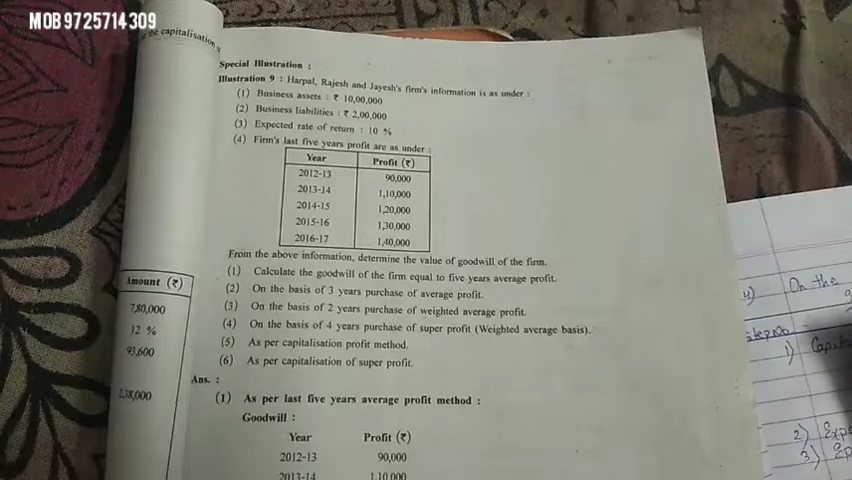 MOB 9725714309
the capitalisation
Special Illustration :
Illustration 9 : Harpal, Rajesh and Jayesh's firm's information is as under :
(1) Business assets : ₹ 10,00,000
(2) Business liabilities : ₹ 2,00,000
(3) Expected rate of return : 10 %
(4) Firm's last five years profit are as under :
Year Profit (₹)
2012-13 90,000
2013-14 1,10,000
2014-15 1,20,000
2015-16 1,30,000
2016-17 1,40,000
From the above information, determine the value of goodwill of the firm.
(1) Calculate the goodwill of the firm equal to five years average profit.
(2) On the basis of 3 years purchase of average profit.
(3) On the basis of 2 years purchase of weighted average profit.
(4) On the basis of 4 years purchase of super profit (Weighted average basis).
(5) As per capitalisation profit method.
(6) As per capitalisation of super profit.
Ans. :
(1) As per last five years average profit method :
Goodwill :
Year Profit (₹)
2012-13 90,000
2013-14 1,10,000
Amount (₹)
7,80,000
12 %
93,600
38,000
4) On the
1)
2)
3)